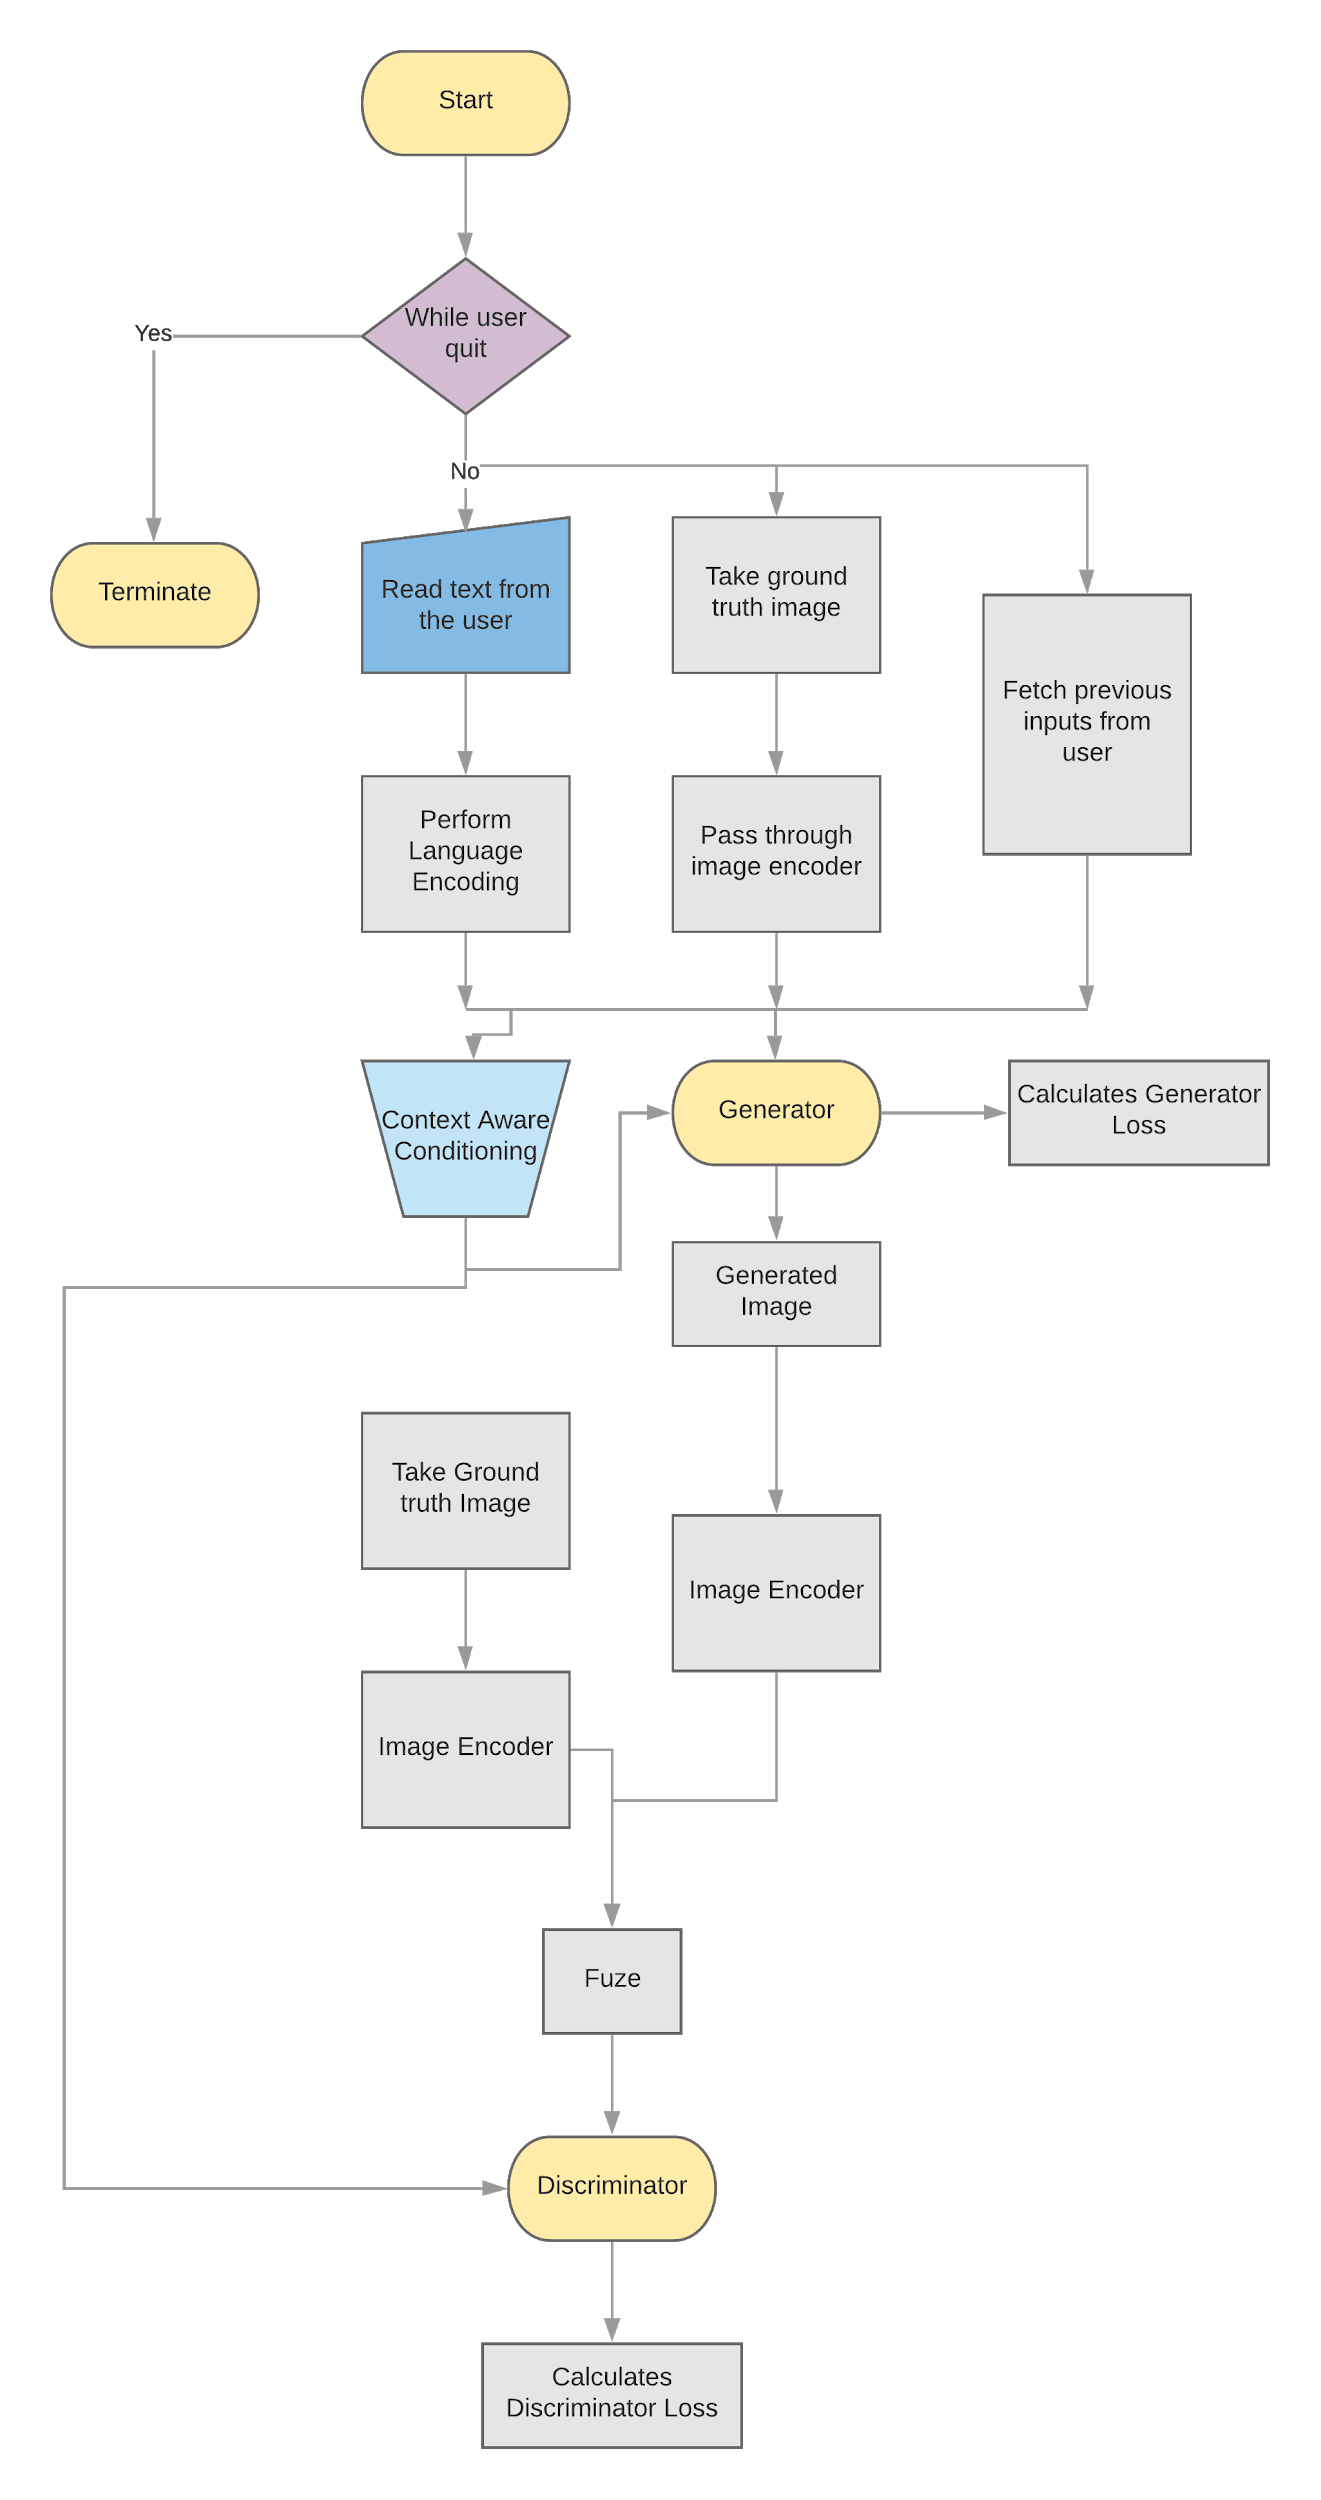 Start
While user
quit
Yes
No
Terminate
Read text from
the user
Take ground
truth image
Fetch previous
inputs from
user
Perform
Language
Encoding
Pass through
image encoder
Context Aware
Conditioning
Generator
Calculates Generator
Loss
Generated
Image
Take Ground
truth Image
Image Encoder
Image Encoder
Fuze
Discriminator
Calculates
Discriminator Loss